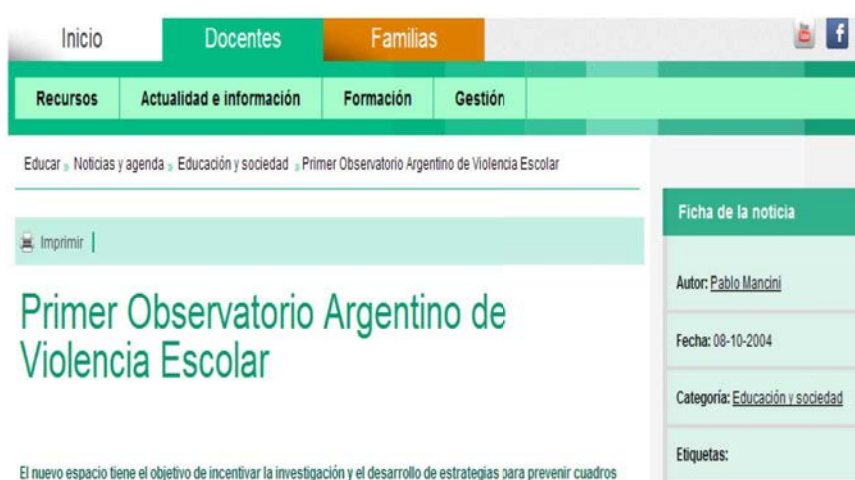 Inicio Docentes Familias
Recursos Actualidad e información Formación Gestión
Educar » Noticias y agenda » Educación y sociedad » Primer Observatorio Argentino de Violencia Escolar
Imprimir
Primer Observatorio Argentino de
Violencia Escolar
El nuevo espacio tiene el objetivo de incentivar la investigación y el desarrollo de estrategias para prevenir cuadros
Ficha de la noticia
Autor: Pablo Mancini
Fecha: 08-10-2004
Categoría: Educación y sociedad
Etiquetas: